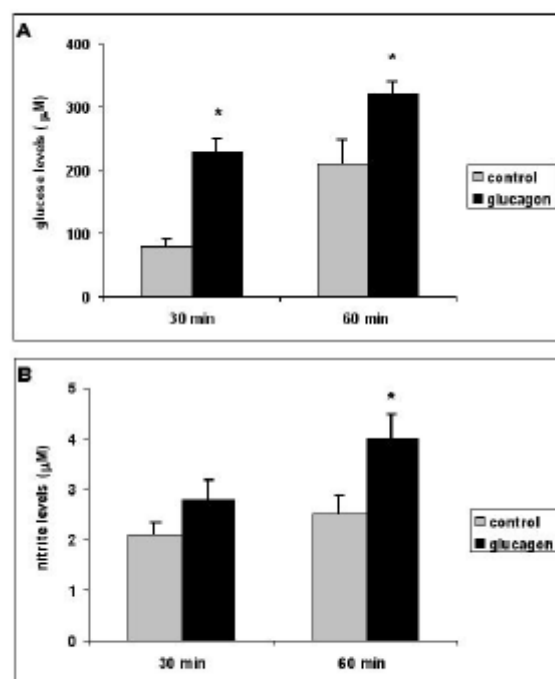 A
400
300
200
100
0
glucose levels ( µM)
*
*
30 min
60 min
control
glucagon
B
5
4
3
2
1
0
nitrite levels (µM)
*
30 min
60 min
control
glucagon